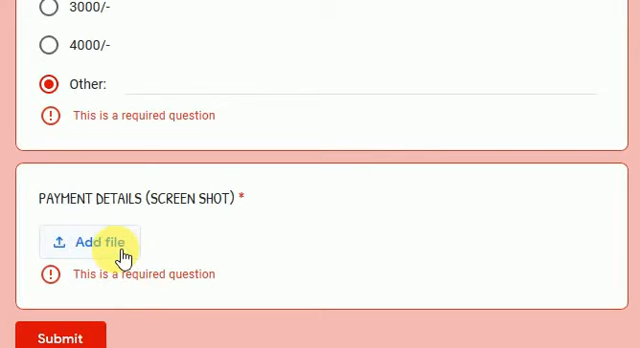 3000/-
4000/-
Other:
This is a required question
PAYMENT DETAILS (SCREEN SHOT) *
Add file
This is a required question
Submit